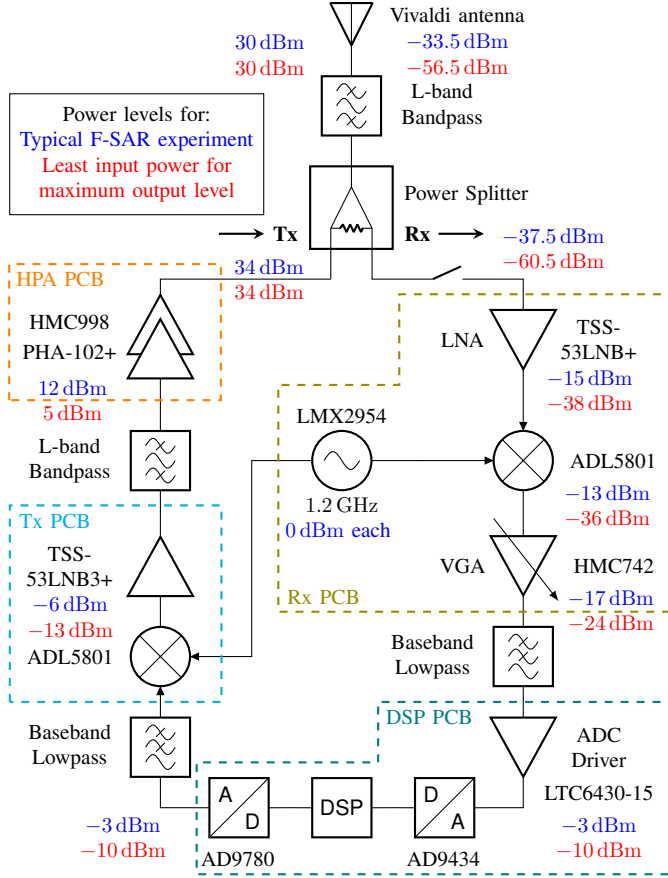 Vivaldi antenna
30 dBm
30 dBm
−33.5 dBm
−56.5 dBm
L-band
Bandpass
Power levels for:
Typical F-SAR experiment
Least input power for
maximum output level
Power Splitter
Tx
Rx
−37.5 dBm
−60.5 dBm
34 dBm
34 dBm
HPA PCB
HMC998
PHA-102+
12 dBm
5 dBm
LNA
TSS-
53LNB+
−15 dBm
−38 dBm
L-band
Bandpass
LMX2954
1.2 GHz
0 dBm each
ADL5801
−13 dBm
−36 dBm
Tx PCB
TSS-
53LNB3+
−6 dBm
−13 dBm
ADL5801
VGA
HMC742
−17 dBm
−24 dBm
Rx PCB
Baseband
Lowpass
Baseband
Lowpass
DSP PCB
ADC
Driver
LTC6430-15
−3 dBm
−10 dBm
A
D
DSP
D
A
−3 dBm
−10 dBm
AD9780
AD9434